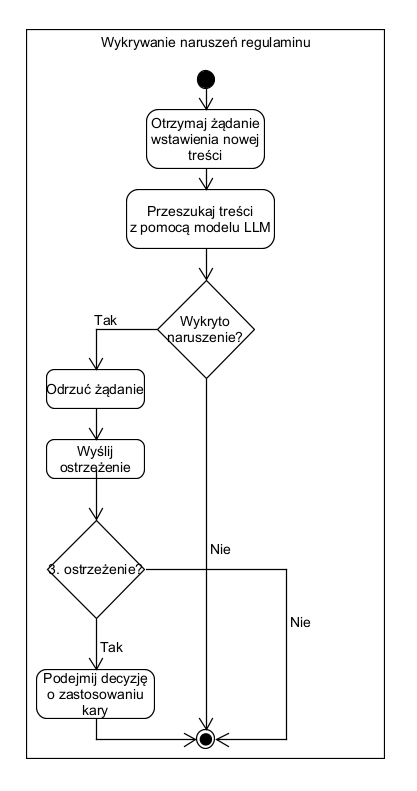 Wykrywanie naruszeń regulaminu
Otrzymaj żądanie
wstawienia nowej
treści
Przeszukaj treści
z pomocą modelu LLM
Wykryto
naruszenie?
Tak
Odrzuć żądanie
Wyślij
ostrzeżenie
Nie
3. ostrzeżenie?
Nie
Tak
Podejmij decyzję
o zastosowaniu
kary